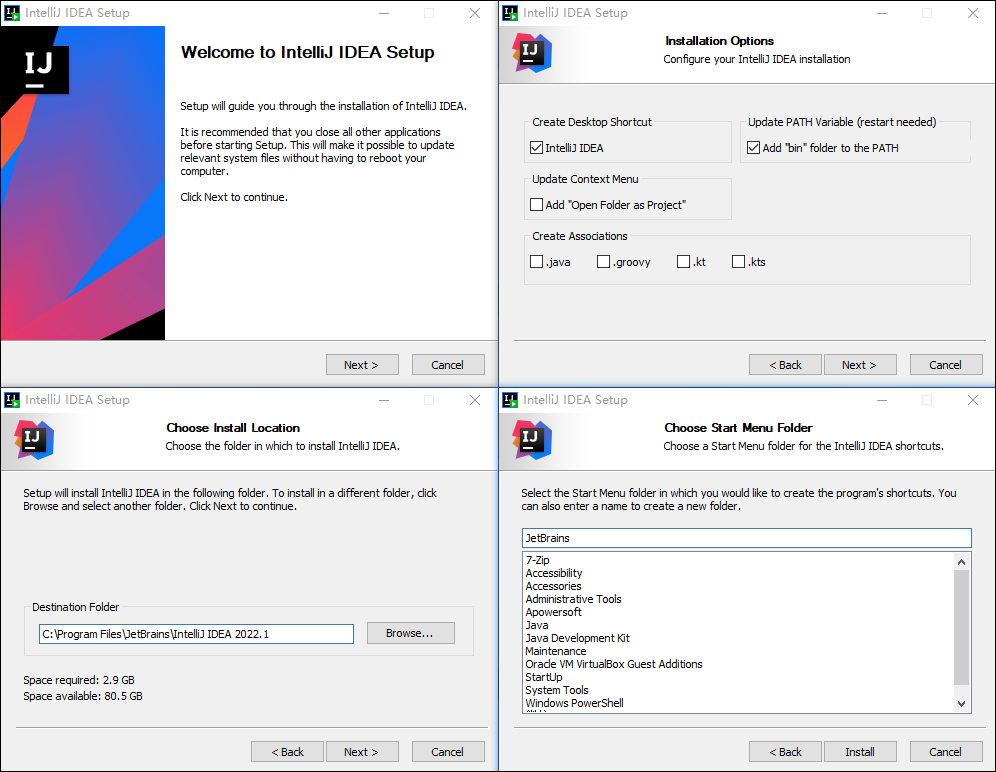 IntelliJ IDEA Setup
IJ
Welcome to IntelliJ IDEA Setup
Setup will guide you through the installation of IntelliJ IDEA.
It is recommended that you close all other applications
before starting Setup. This will make it possible to update
relevant system files without having to reboot your
computer.
Click Next to continue.
Next >
Cancel
IntelliJ IDEA Setup
IJ
Installation Options
Configure your IntelliJ IDEA installation
Create Desktop Shortcut
IntelliJ IDEA
Update PATH Variable (restart needed)
Add "bin" folder to the PATH
Update Context Menu
Add "Open Folder as Project"
Create Associations
.java .groovy .kt .kts
< Back
Next >
Cancel
IntelliJ IDEA Setup
IJ
Choose Install Location
Choose the folder in which to install IntelliJ IDEA.
Setup will install IntelliJ IDEA in the following folder. To install in a different folder, click
Browse and select another folder. Click Next to continue.
Destination Folder
C:\Program Files\JetBrains\IntelliJ IDEA 2022.1
Browse...
Space required: 2.9 GB
Space available: 80.5 GB
< Back
Next >
Cancel
IntelliJ IDEA Setup
IJ
Choose Start Menu Folder
Choose a Start Menu folder for the IntelliJ IDEA shortcuts.
Select the Start Menu folder in which you would like to create the program's shortcuts. You
can also enter a name to create a new folder.
JetBrains
7-Zip
Accessibility
Accessories
Administrative Tools
Apowersoft
Java
Java Development Kit
Maintenance
Oracle VM VirtualBox Guest Additions
StartUp
System Tools
Windows PowerShell
< Back
Install
Cancel